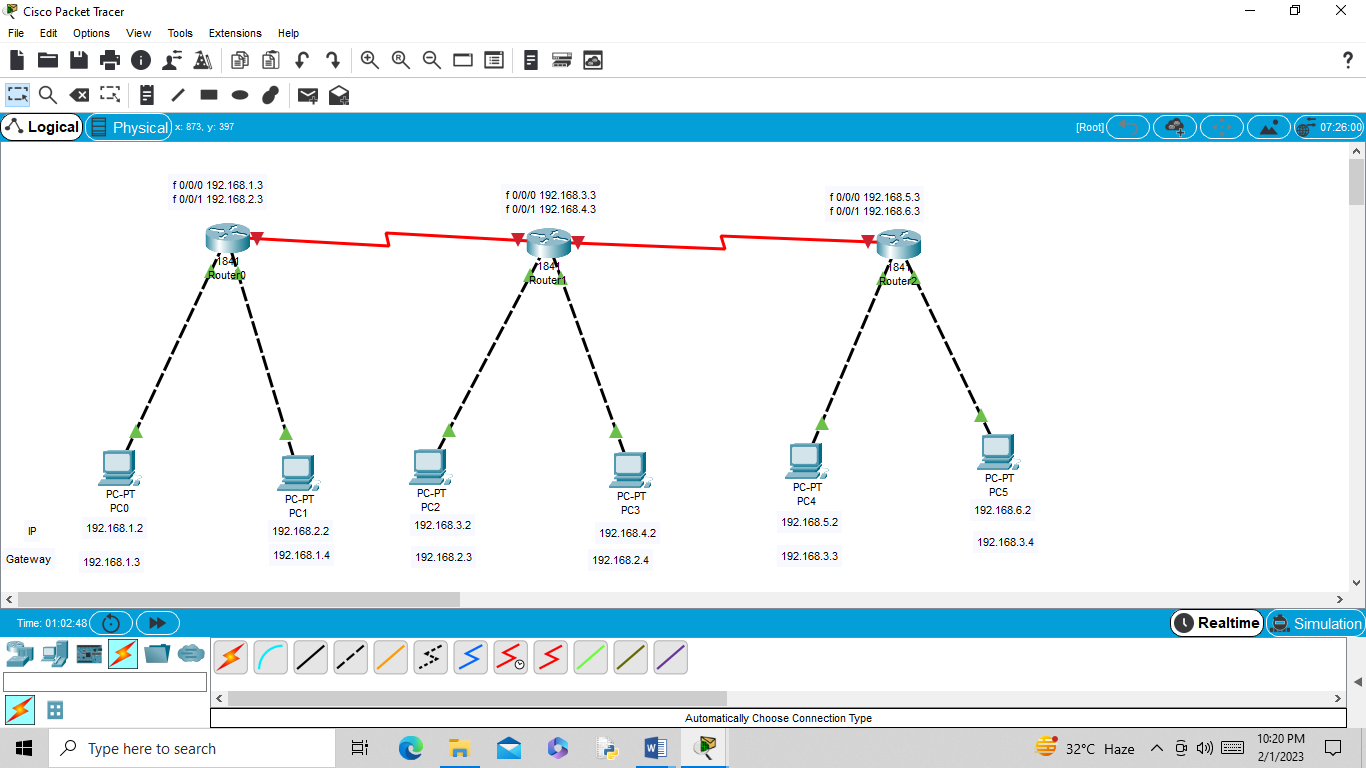 Cisco Packet Tracer
File Edit Options View Tools Extensions Help
Logical Physical x: 873, y: 397 [Root] 07:26:00
f 0/0/0 192.168.1.3
f 0/0/1 192.168.2.3
f 0/0/0 192.168.3.3
f 0/0/1 192.168.4.3
f 0/0/0 192.168.5.3
f 0/0/1 192.168.6.3
1841
Router0
1841
Router1
1841
Router2
PC-PT
PC0
PC-PT
PC1
PC-PT
PC2
PC-PT
PC3
PC-PT
PC4
PC-PT
PC5
IP 192.168.1.2 192.168.2.2 192.168.3.2 192.168.4.2 192.168.5.2 192.168.6.2
Gateway 192.168.1.3 192.168.1.4 192.168.2.3 192.168.2.4 192.168.3.3 192.168.3.4
Time: 01:02:48 Realtime Simulation
Automatically Choose Connection Type
Type here to search 32°C Haze 10:20 PM
2/1/2023